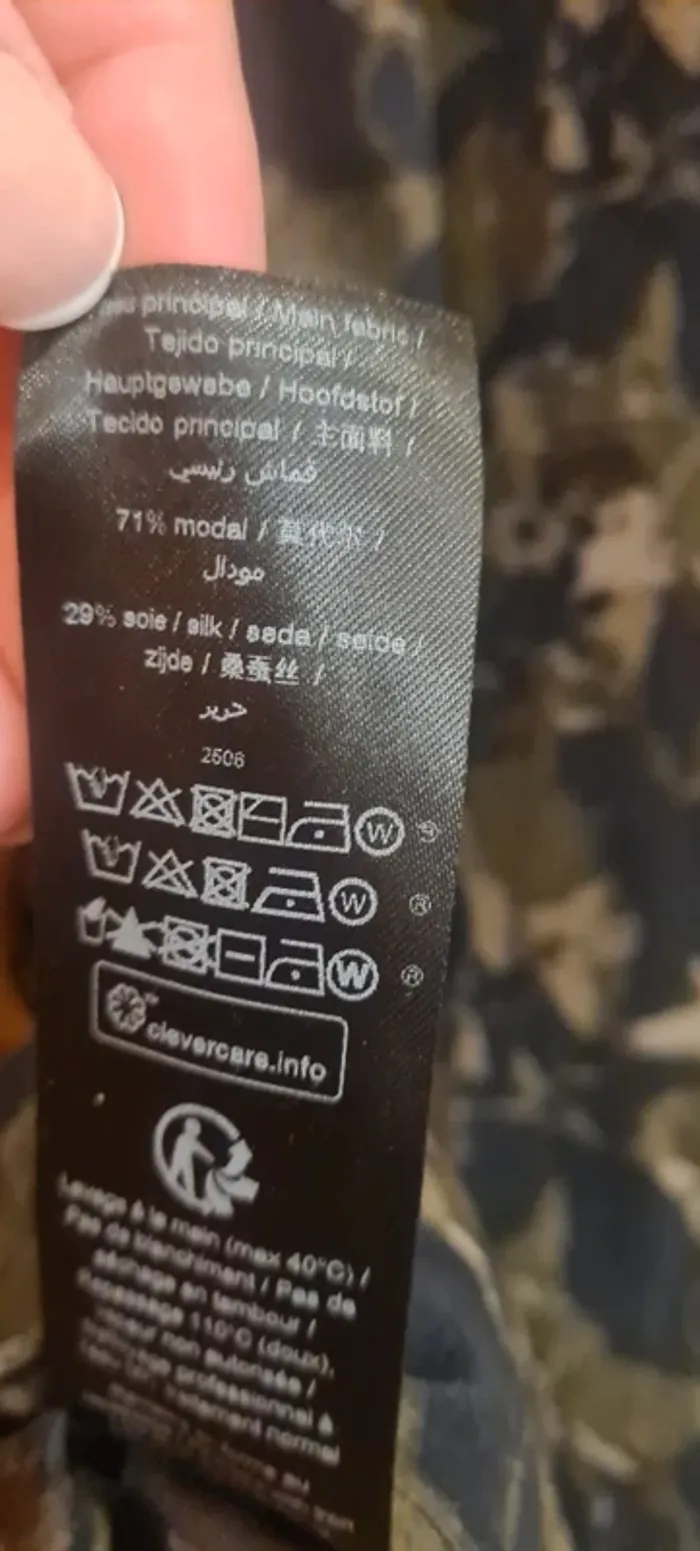 principal / Main fabric /
Tejido principal /
Hauptgewebe / Hoofdstof /
Tecido principal / 主面料 /
قماش رئيسي
71% modal / 莫代尔 /
مودال
29% soie / silk / seda / seide /
zijde / 桑蚕丝 /
حرير
2506
W
W
W ®
clevercare.info
Lavage à la main (max 40°C) /
Pas de blanchiment / Pas de
séchage en tambour /
Repassage 110°C (doux),
vapeur non autorisée /
professionnel à
traitement normal